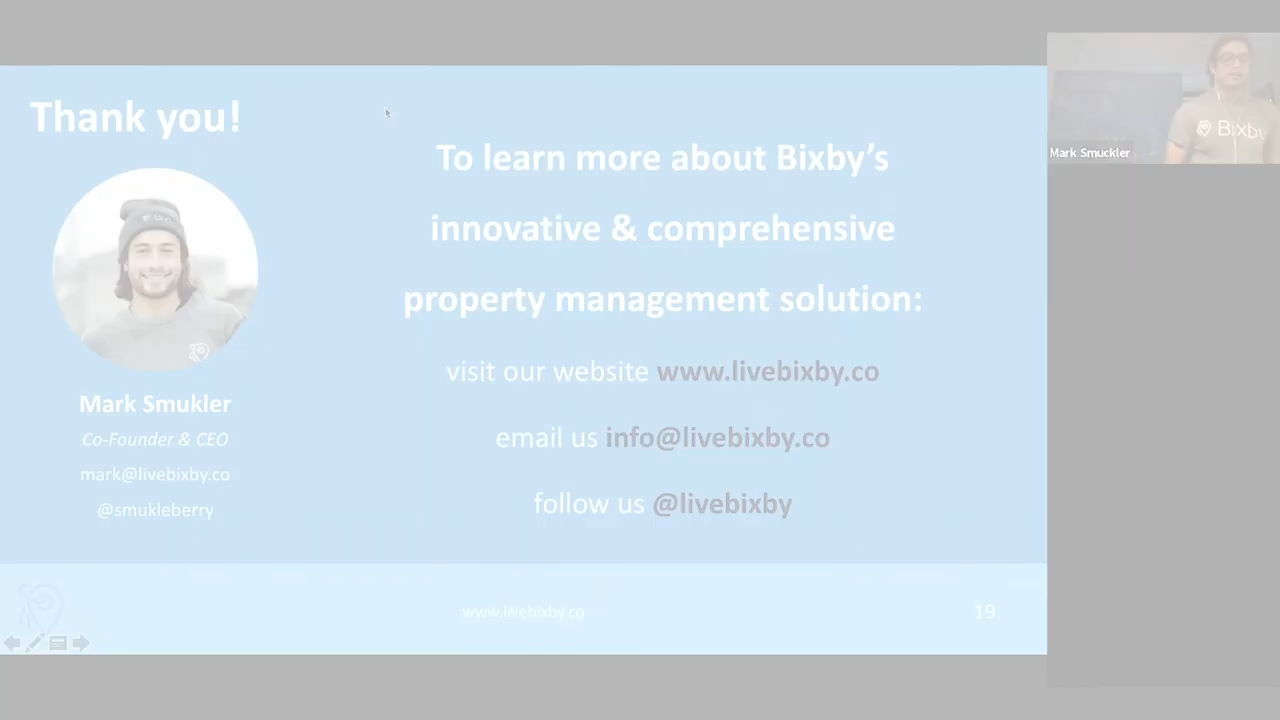 Thank you!
To learn more about Bixby's
innovative & comprehensive
property management solution:
visit our website www.livebixby.co
email us info@livebixby.co
follow us @livebixby
Mark Smukler
Co-Founder & CEO
mark@livebixby.co
@smukleberry
www.livebixby.co
19
Bixby
Mark Smuckler